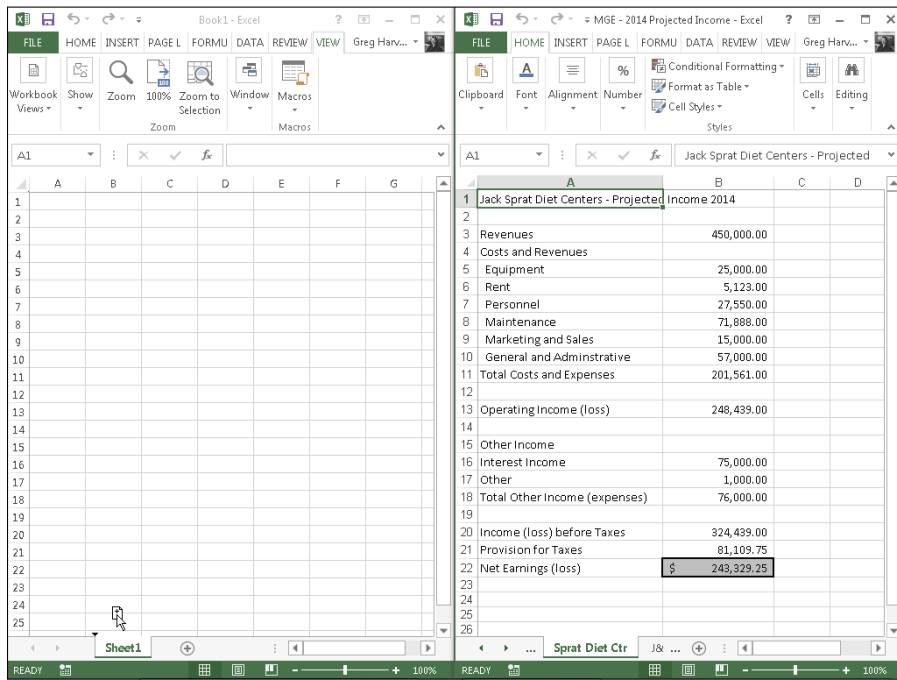 Book1 - Excel
FILE HOME INSERT PAGE L FORMU DATA REVIEW VIEW Greg Harv...
Workbook Views Show Zoom 100% Zoom to Selection Window Macros
Zoom Macros
A1 fx
A B C D E F G
1
2
3
4
5
6
7
8
9
10
11
12
13
14
15
16
17
18
19
20
21
22
23
24
25
Sheet1
READY 100%
MGE - 2014 Projected Income - Excel ?
FILE HOME INSERT PAGE L FORMU DATA REVIEW VIEW Greg Harv...
Clipboard Font Alignment Number Conditional Formatting Cells Editing
Format as Table
Cell Styles
Styles
A1 fx Jack Sprat Diet Centers - Projected
A B C D
1 Jack Sprat Diet Centers - Projected Income 2014
2
3 Revenues 450,000.00
4 Costs and Revenues
5 Equipment 25,000.00
6 Rent 5,123.00
7 Personnel 27,550.00
8 Maintenance 71,888.00
9 Marketing and Sales 15,000.00
10 General and Adminstrative 57,000.00
11 Total Costs and Expenses 201,561.00
12
13 Operating Income (loss) 248,439.00
14
15 Other Income
16 Interest Income 75,000.00
17 Other 1,000.00
18 Total Other Income (expenses) 76,000.00
19
20 Income (loss) before Taxes 324,439.00
21 Provision for Taxes 81,109.75
22 Net Earnings (loss) $ 243,329.25
23
24
25
26
... Sprat Diet Ctr J& ...
READY 100%